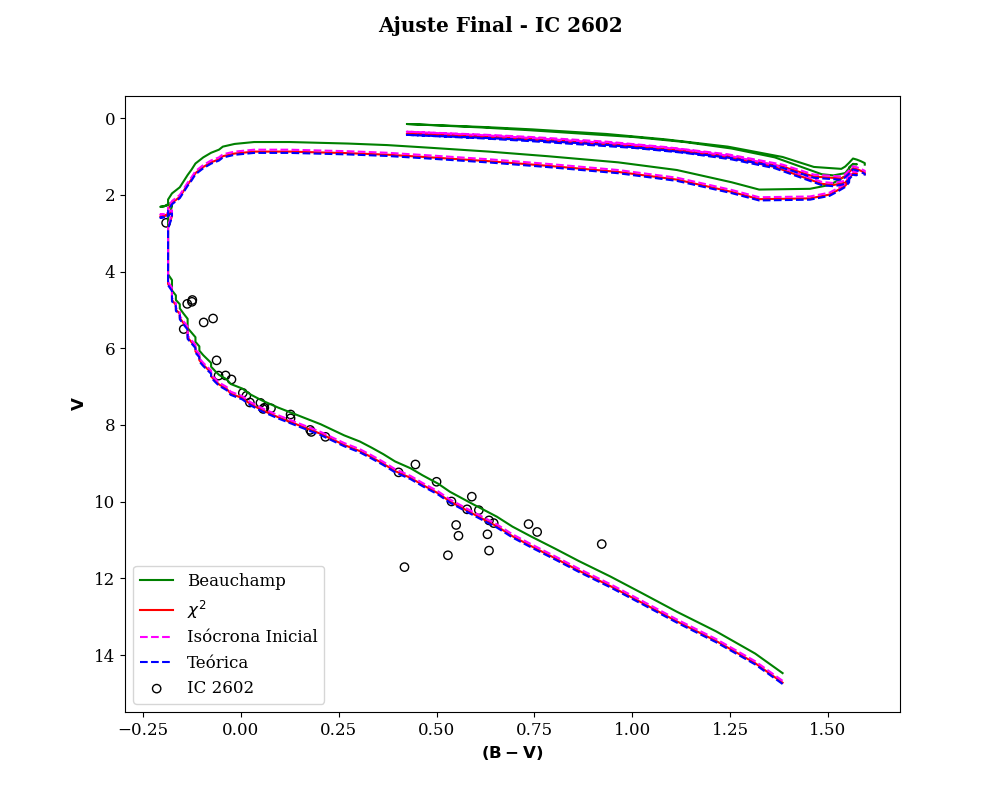 Ajuste Final - IC 2602
0
2
4
6
8
10
12
14
V
Beauchamp
χ²
Isócrona Inicial
Teórica
IC 2602
−0.25 0.00 0.25 0.50 0.75 1.00 1.25 1.50
(B − V)